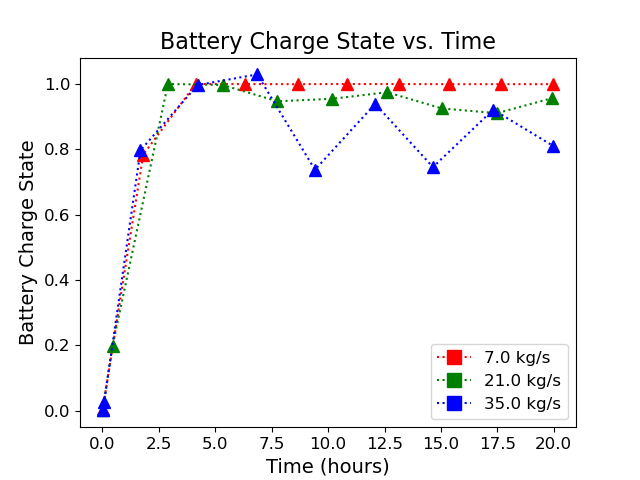 Battery Charge State vs. Time
1.0
0.8
0.6
0.4
0.2
0.0
Battery Charge State
7.0 kg/s
21.0 kg/s
35.0 kg/s
0.0 2.5 5.0 7.5 10.0 12.5 15.0 17.5 20.0
Time (hours)